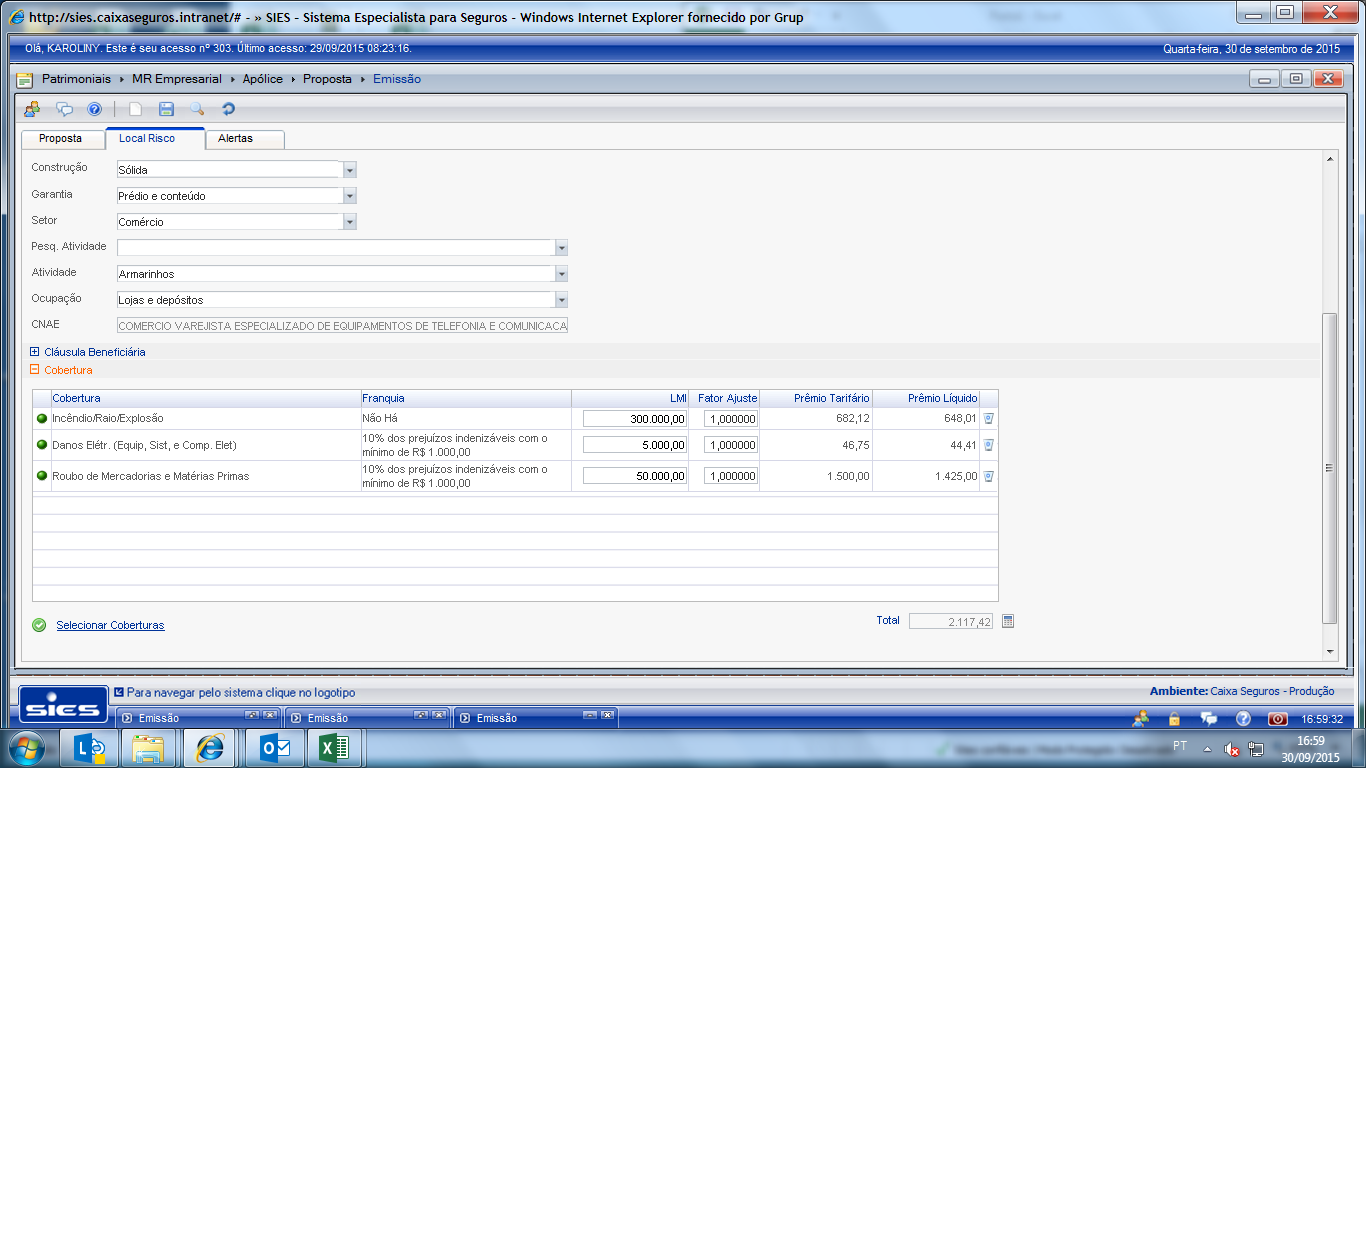 http://sies.caixaseguros.intranet/# - » SIES - Sistema Especialista para Seguros - Windows Internet Explorer fornecido por Grup
Olá, KAROLINY. Este é seu acesso nº 303. Último acesso: 29/09/2015 08:23:16.
Quarta-feira, 30 de setembro de 2015
Patrimoniais MR Empresarial Apólice Proposta Emissão
Proposta Local Risco Alertas
Construção Sólida
Garantia Prédio e conteúdo
Setor Comércio
Pesq. Atividade
Atividade Armarinhos
Ocupação Lojas e depósitos
CNAE COMERCIO VAREJISTA ESPECIALIZADO DE EQUIPAMENTOS DE TELEFONIA E COMUNICACA
Cláusula Beneficiária
Cobertura
Cobertura Franquia LMI Fator Ajuste Prêmio Tarifário Prêmio Líquido
Incêndio/Raio/Explosão Não Há 300.000,00 1,000000 682,12 648,01
Danos Elétr. (Equip, Sist, e Comp. Elet) 10% dos prejuízos indenizáveis com o
mínimo de R$ 1.000,00 5.000,00 1,000000 46,75 44,41
Roubo de Mercadorias e Matérias Primas 10% dos prejuízos indenizáveis com o
mínimo de R$ 1.000,00 50.000,00 1,000000 1.500,00 1.425,00
Selecionar Coberturas
Total 2.117,42
sies
Para navegar pelo sistema clique no logotipo
Ambiente: Caixa Seguros - Produção
Emissão Emissão Emissão
16:59:32
PT
16:59
30/09/2015